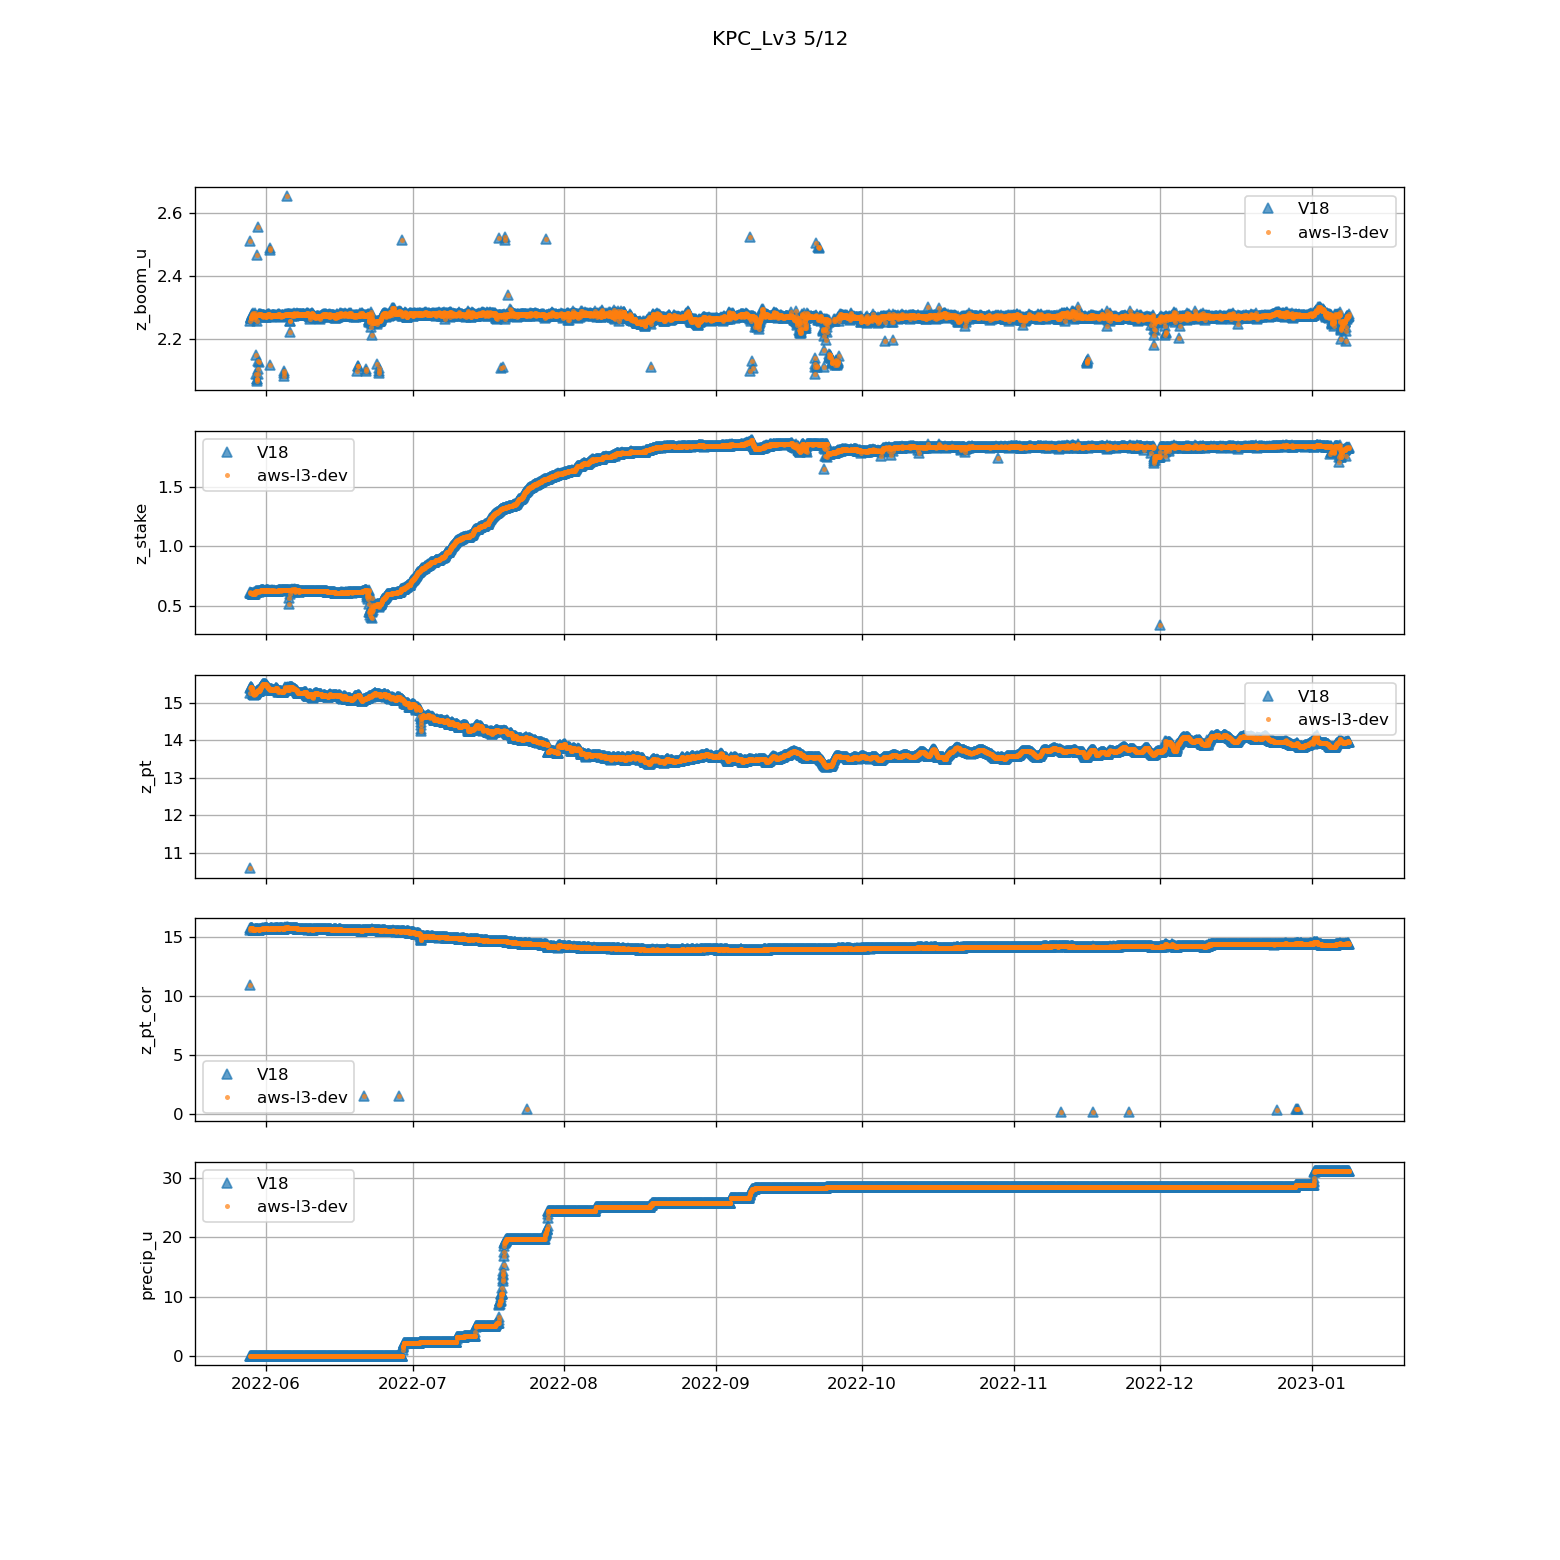 KPC_Lv3 5/12
z_boom_u
2.6
2.4
2.2
V18
aws-l3-dev
z_stake
1.5
1.0
0.5
V18
aws-l3-dev
z_pt
15
14
13
12
11
V18
aws-l3-dev
z_pt_cor
15
10
5
0
V18
aws-l3-dev
precip_u
30
20
10
0
V18
aws-l3-dev
2022-06 2022-07 2022-08 2022-09 2022-10 2022-11 2022-12 2023-01